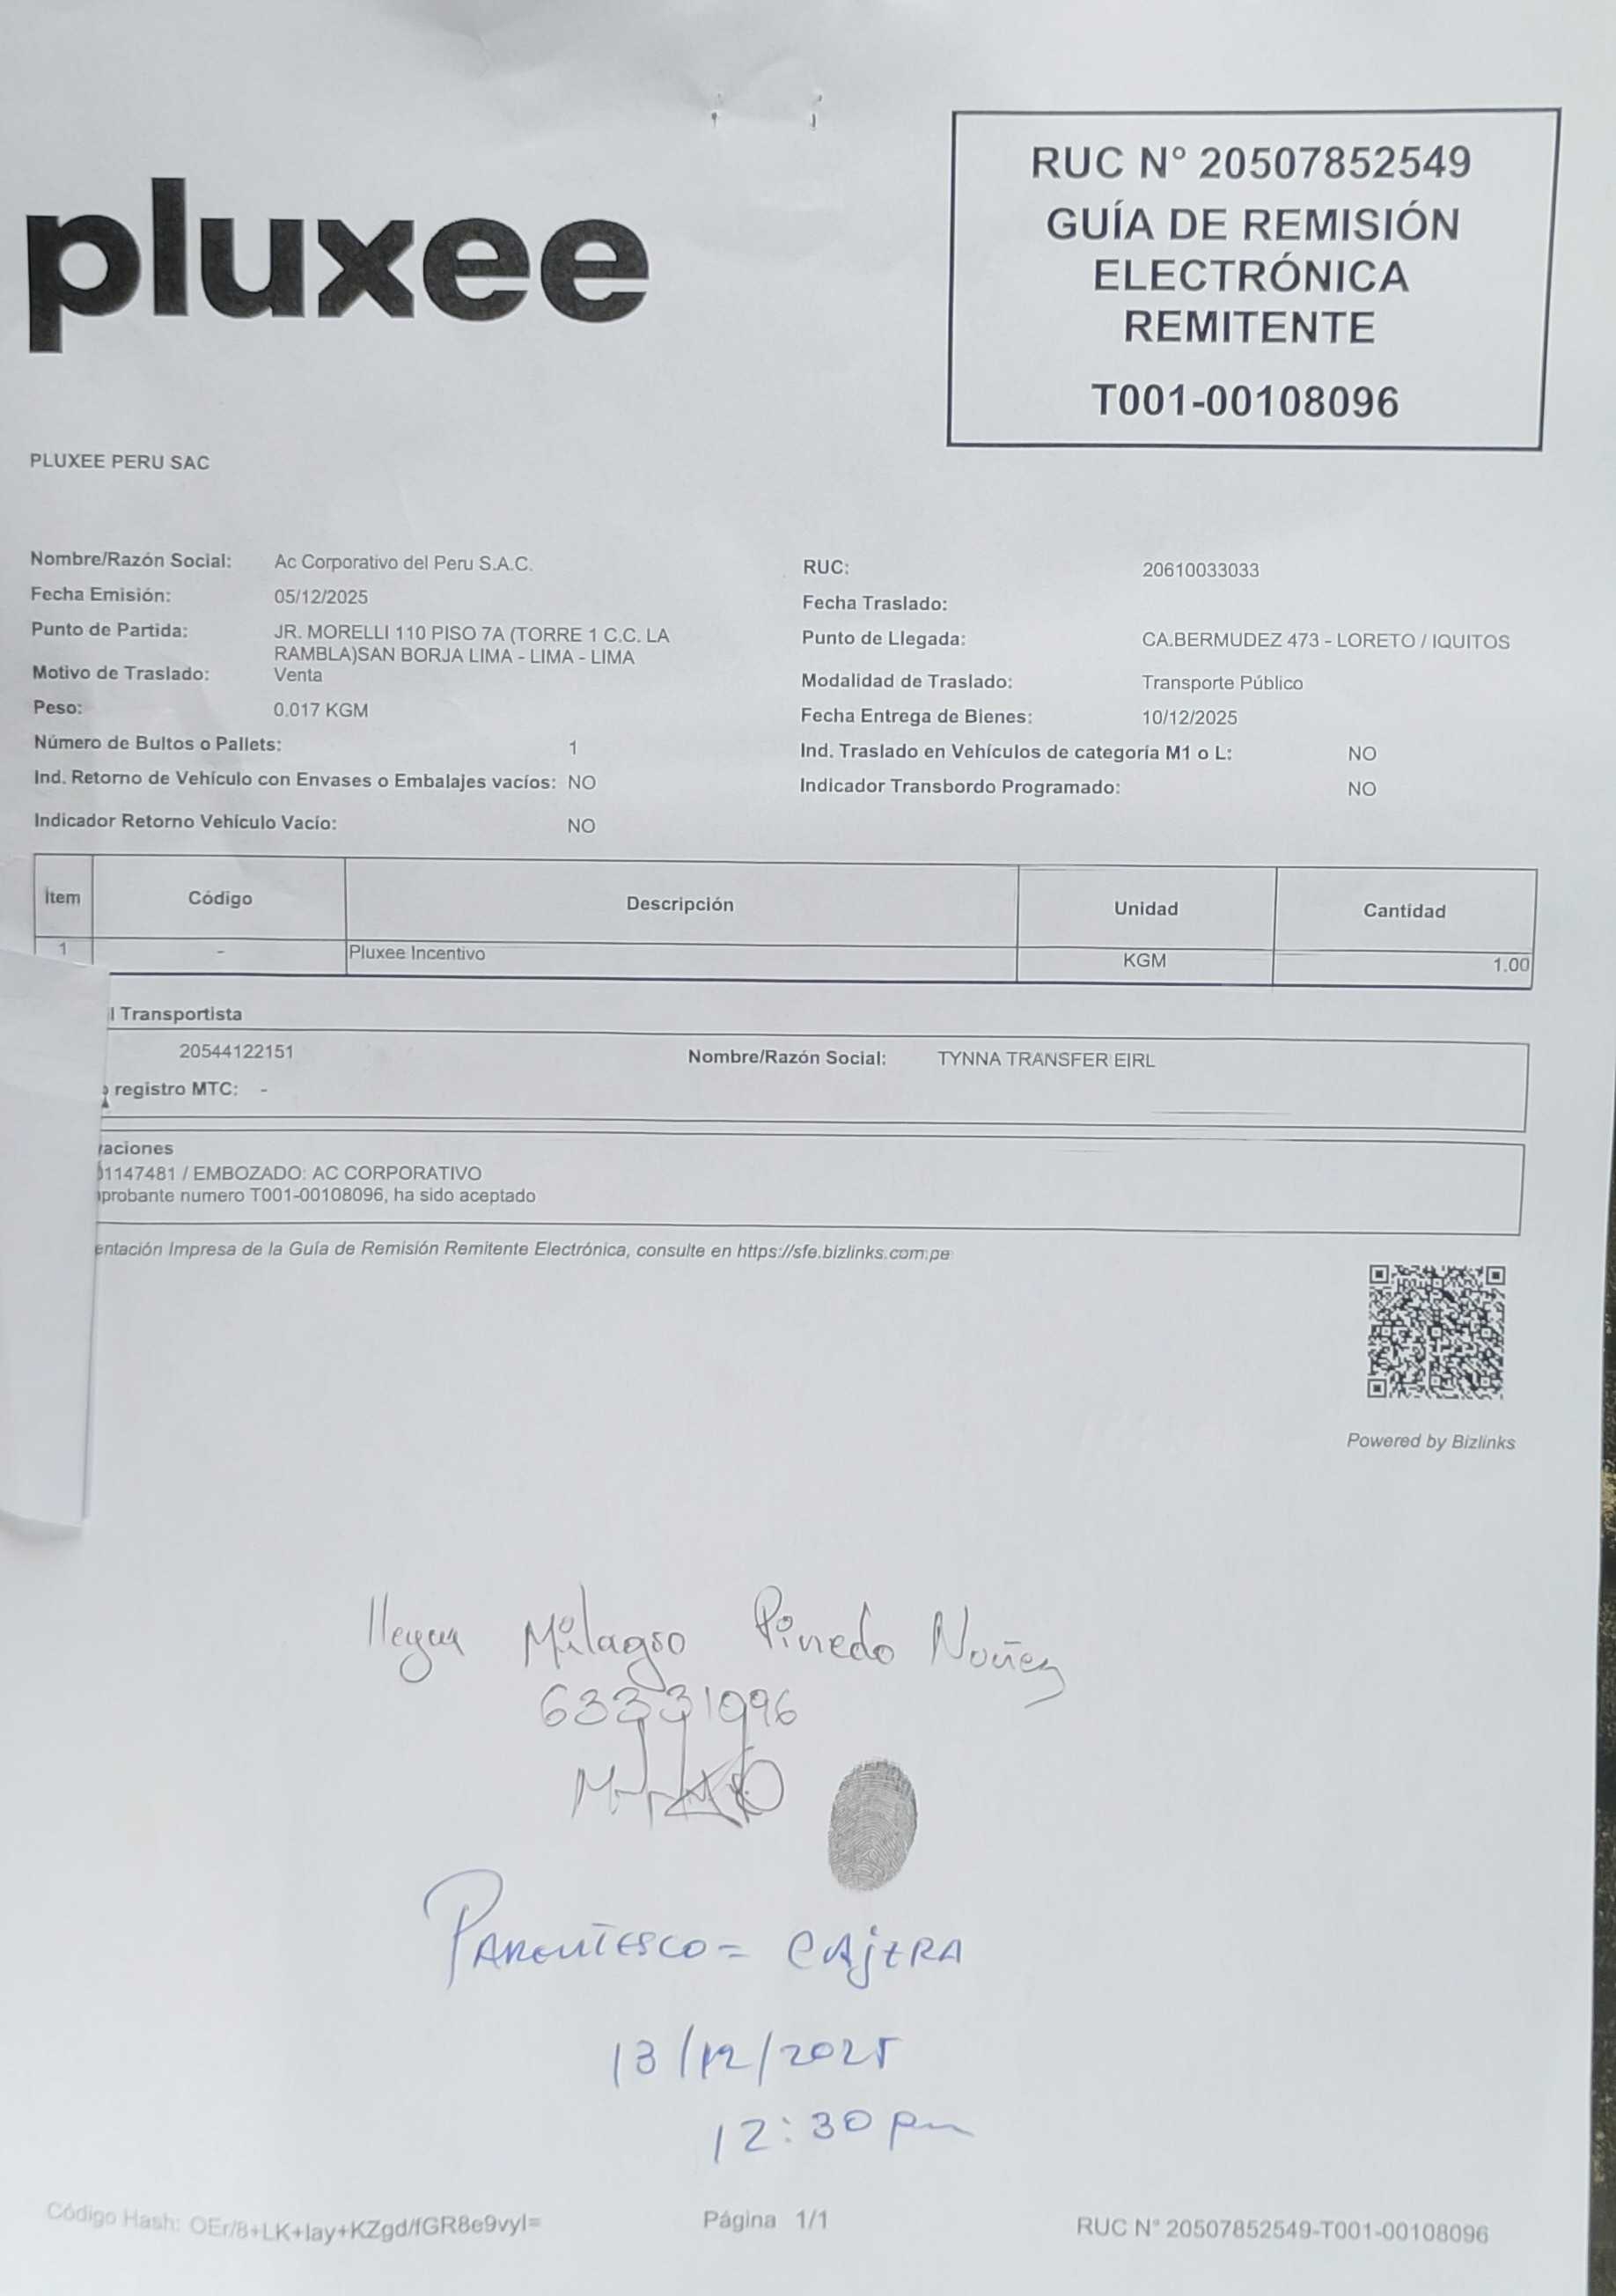 pluxee
RUC N° 20507852549
GUÍA DE REMISIÓN
ELECTRÓNICA
REMITENTE
T001-00108096
PLUXEE PERU SAC
Nombre/Razón Social: Ac Corporativo del Peru S.A.C.
RUC: 20610033033
Fecha Emisión: 05/12/2025
Fecha Traslado:
Punto de Partida: JR. MORELLI 110 PISO 7A (TORRE 1 C.C. LA
RAMBLA)SAN BORJA LIMA - LIMA - LIMA
Punto de Llegada: CA.BERMUDEZ 473 - LORETO / IQUITOS
Motivo de Traslado: Venta
Modalidad de Traslado: Transporte Público
Peso: 0.017 KGM
Fecha Entrega de Bienes: 10/12/2025
Número de Bultos o Pallets: 1
Ind. Traslado en Vehículos de categoría M1 o L: NO
Ind. Retorno de Vehículo con Envases o Embalajes vacíos: NO
Indicador Transbordo Programado: NO
Indicador Retorno Vehículo Vacío: NO
Ítem Código Descripción Unidad Cantidad
1 - Pluxee Incentivo KGM 1.00
l Transportista
20544122151 Nombre/Razón Social: TYNNA TRANSFER EIRL
registro MTC: -
aciones
1147481 / EMBOZADO: AC CORPORATIVO
probante numero T001-00108096, ha sido aceptado
entación Impresa de la Guía de Remisión Remitente Electrónica, consulte en https://sfe.bizlinks.com.pe
Powered by Bizlinks
Milagro Pinedo Nuñez
63331996
PARENTESCO = CAJERA
13/12/2025
12:30 pm
Código Hash: OEr/8+LK+lay+KZgd/fGR8e9vyI=
Página 1/1
RUC N° 20507852549-T001-00108096